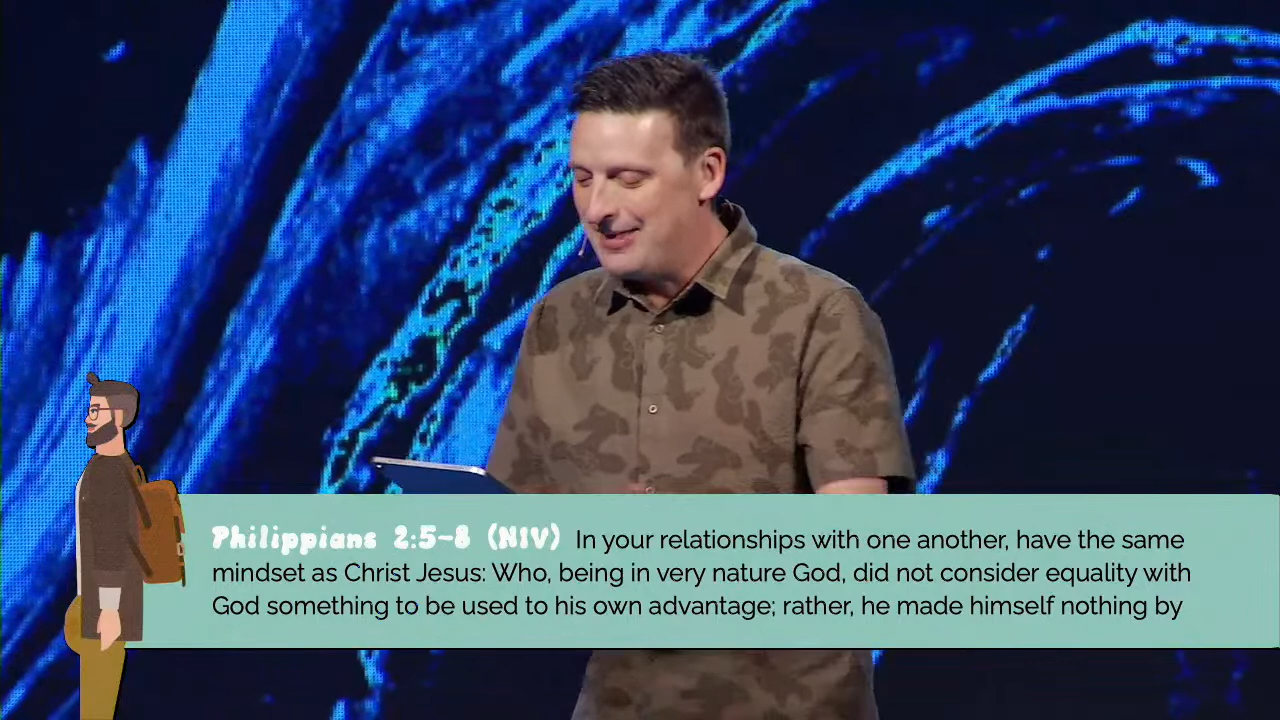 Philippians 2:5-8 (NIV) In your relationships with one another, have the same
mindset as Christ Jesus: Who, being in very nature God, did not consider equality with
God something to be used to his own advantage; rather, he made himself nothing by